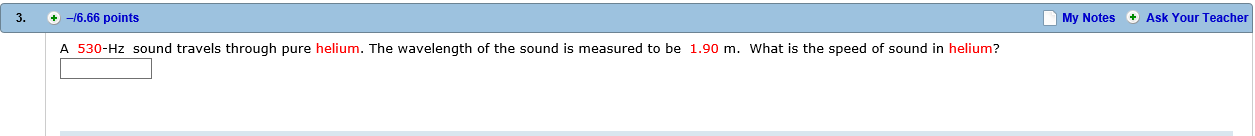 3. –/6.66 points My Notes Ask Your Teacher
A 530-Hz sound travels through pure helium. The wavelength of the sound is measured to be 1.90 m. What is the speed of sound in helium?